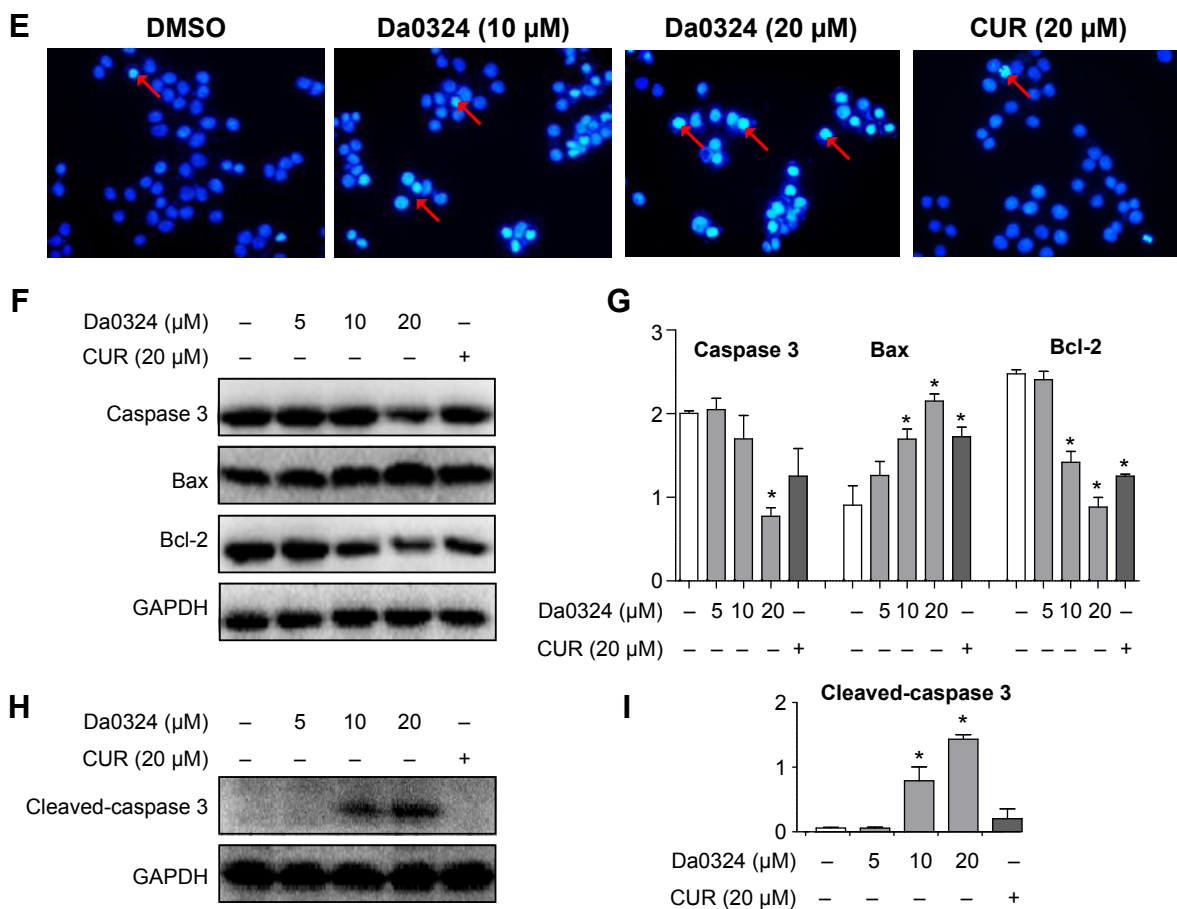 E
DMSO
Da0324 (10 µM)
Da0324 (20 µM)
CUR (20 µM)
F
Da0324 (µM) – 5 10 20 –
CUR (20 µM) – – – – +
Caspase 3
Bax
Bcl-2
GAPDH
G
3
2
1
0
Caspase 3
Bax
Bcl-2
* * * * * * *
Da0324 (µM) – 5 10 20 – – 5 10 20 – – 5 10 20 –
CUR (20 µM) – – – – + – – – – + – – – – +
H
Da0324 (µM) – 5 10 20 –
CUR (20 µM) – – – – +
Cleaved-caspase 3
GAPDH
I
Cleaved-caspase 3
2
1
0
* *
Da0324 (µM) – 5 10 20 –
CUR (20 µM) – – – – +